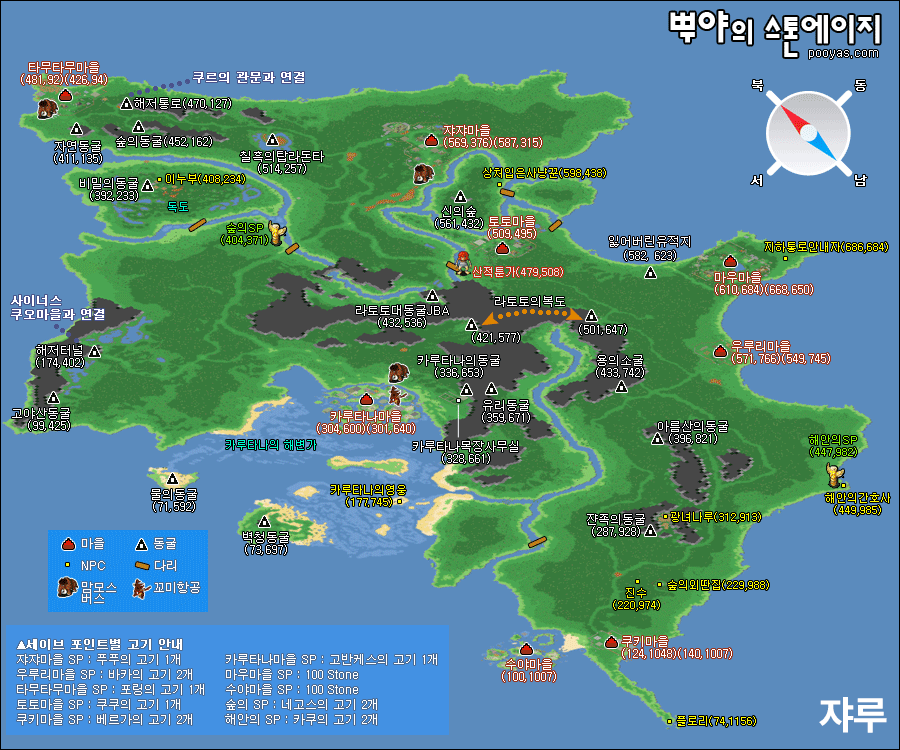 뿌야의 스톤에이지
pooyas.com
북
동
서
남
타무타무마을
(481,92)(426,94)
쿠르의 관문과 연결
해저통로(470,127)
자연동굴
(411,135)
숲의동굴(452,162)
칠흑의탑라돈타
(514,257)
쟈쟈마을
(569,376)(587,315)
비밀의동굴
(392,233)
이누부(408,234)
독토
상처입은사냥꾼(598,438)
신의숲
(561,432)
숲의SP
(404,371)
토토마을
(509,495)
산적튼가(479,508)
잃어버린유적지
(582, 623)
지하통로안내자(686,684)
마우마을
(610,684)(668,650)
사이너스
쿠오마을과 연결
라토토대동굴JBA
(432,536)
라토토의복도
(421,577)
(501,647)
해저터널
(174,402)
우루리마을
(571,766)(549,745)
카루타나의동굴
(336,653)
용의소굴
(433,742)
고야산동굴
(99,425)
카루타나마을
(304,600)(301,640)
유리동굴
(359,671)
아름산의동굴
(396,821)
카루타니의 해변가
카루타나목장사무실
(328,661)
해안의SP
(447,982)
물의동굴
(71,592)
카루타니의영웅
(177,745)
해안의간호사
(449,985)
벽청동굴
(73,697)
쟌족의동굴
(287,928)
광녀나루(312,913)
마을
동굴
NPC
다리
맘모스
버스
꼬미항공
진수
(220,974)
숲의외딴집(229,988)
쿠키마을
(124,1048)(140,1007)
수야마을
(100,1007)
플로리(74,1156)
▲세이브 포인트별 고기 안내
쟈쟈마을 SP : 푸푸의 고기 1개
카루타나마을 SP : 고반케스의 고기 1개
우루리마을 SP : 바카의 고기 2개
마우마을 SP : 100 Stone
타무타무마을 SP : 포링의 고기 1개
수야마을 SP : 100 Stone
토토마을 SP : 쿠쿠의 고기 1개
숲의 SP : 네고스의 고기 2개
쿠키마을 SP : 베르가의 고기 2개
해안의 SP : 카쿠의 고기 2개
쟈루